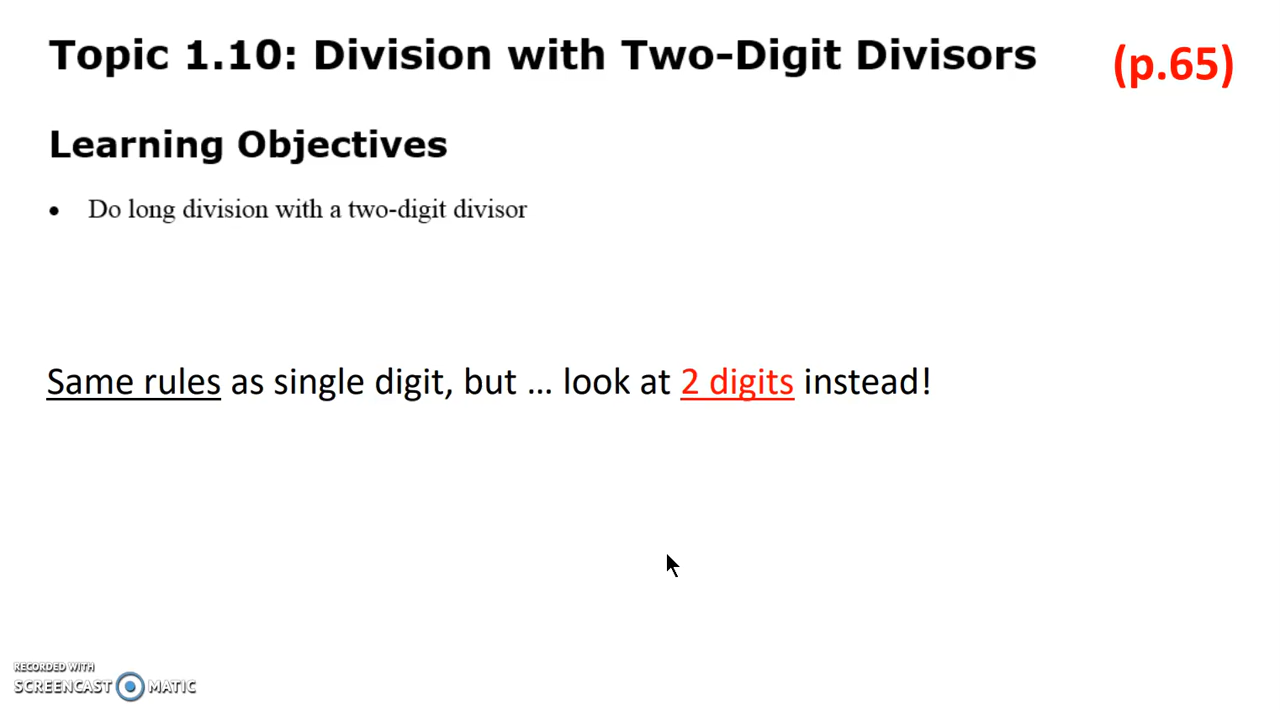 Topic 1.10: Division with Two-Digit Divisors (p.65)
Learning Objectives
• Do long division with a two-digit divisor
Same rules as single digit, but … look at 2 digits instead!
RECORDED WITH
SCREENCAST MATIC